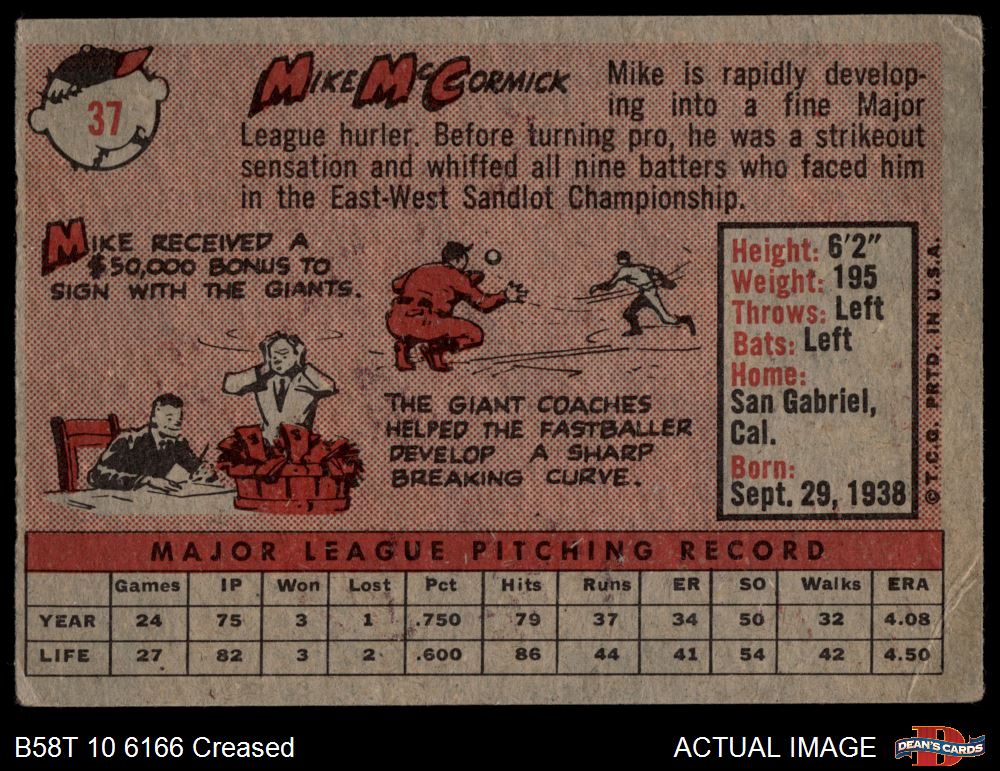 37
MIKE MCCORMICK
Mike is rapidly develop-
ing into a fine Major
League hurler. Before turning pro, he was a strikeout
sensation and whiffed all nine batters who faced him
in the East-West Sandlot Championship.
MIKE RECEIVED A
$50,000 BONUS TO
SIGN WITH THE GIANTS.
THE GIANT COACHES
HELPED THE FASTBALLER
DEVELOP A SHARP
BREAKING CURVE.
Height: 6'2"
Weight: 195
Throws: Left
Bats: Left
Home:
San Gabriel,
Cal.
Born:
Sept. 29, 1938
© T.C.G. PRTD. IN U.S.A.
MAJOR LEAGUE PITCHING RECORD
Games IP Won Lost Pct Hits Runs ER SO Walks ERA
YEAR 24 75 3 1 .750 79 37 34 50 32 4.08
LIFE 27 82 3 2 .600 86 44 41 54 42 4.50
B58T 10 6166 Creased
ACTUAL IMAGE
D
DEAN'S CARDS